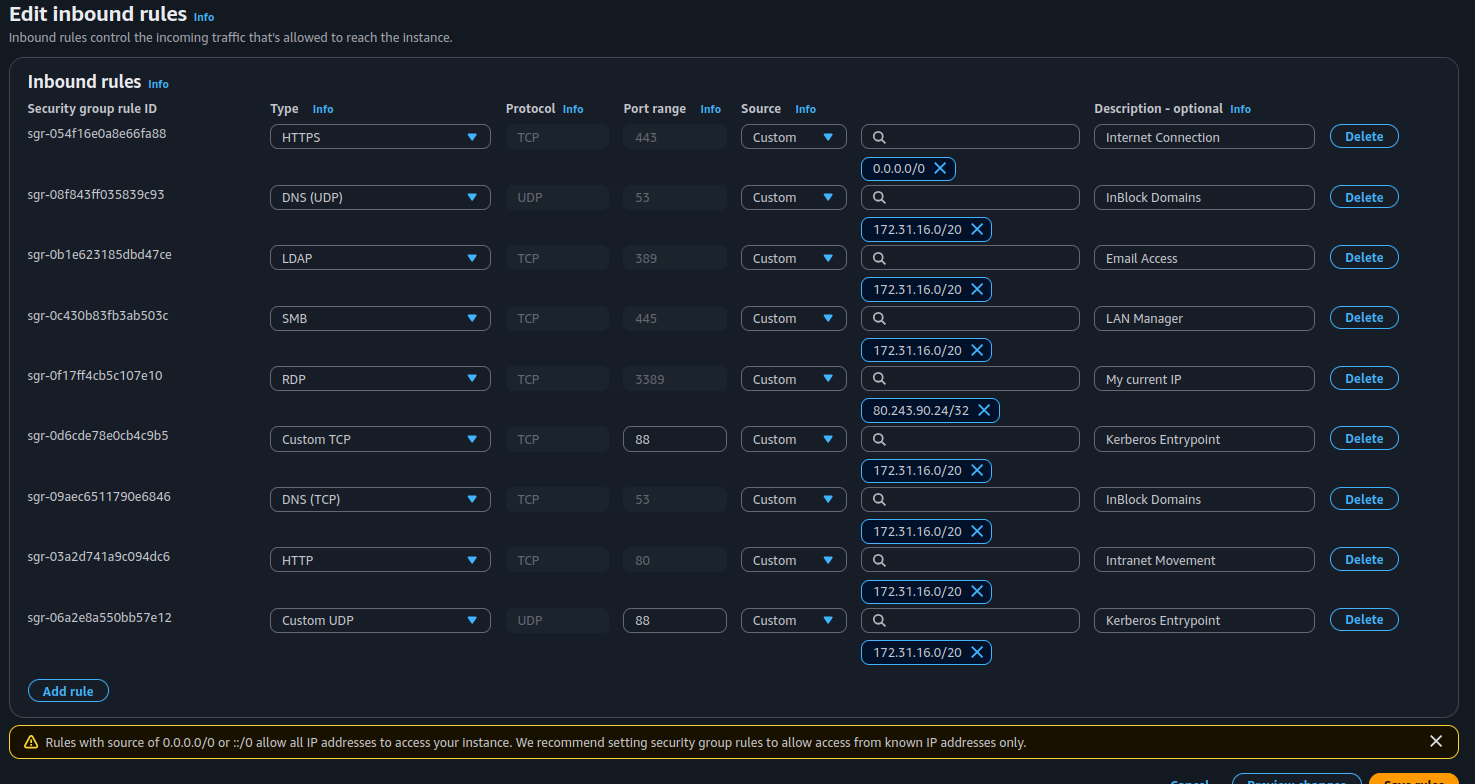 Edit inbound rules Info
Inbound rules control the incoming traffic that's allowed to reach the instance.
Inbound rules Info
Security group rule ID Type Info Protocol Info Port range Info Source Info Description - optional Info
sgr-054f16e0a8e66fa88 HTTPS TCP 443 Custom Internet Connection Delete
0.0.0.0/0
sgr-08f843ff035839c93 DNS (UDP) UDP 53 Custom InBlock Domains Delete
172.31.16.0/20
sgr-0b1e623185dbd47ce LDAP TCP 389 Custom Email Access Delete
172.31.16.0/20
sgr-0c430b83fb3ab503c SMB TCP 445 Custom LAN Manager Delete
172.31.16.0/20
sgr-0f17ff4cb5c107e10 RDP TCP 3389 Custom My current IP Delete
80.243.90.24/32
sgr-0d6cde78e0cb4c9b5 Custom TCP TCP 88 Custom Kerberos Entrypoint Delete
172.31.16.0/20
sgr-09aec6511790e6846 DNS (TCP) TCP 53 Custom InBlock Domains Delete
172.31.16.0/20
sgr-03a2d741a9c094dc6 HTTP TCP 80 Custom Intranet Movement Delete
172.31.16.0/20
sgr-06a2e8a550bb57e12 Custom UDP UDP 88 Custom Kerberos Entrypoint Delete
172.31.16.0/20
Add rule
Rules with source of 0.0.0.0/0 or ::/0 allow all IP addresses to access your instance. We recommend setting security group rules to allow access from known IP addresses only.
Cancel Preview changes Save rules